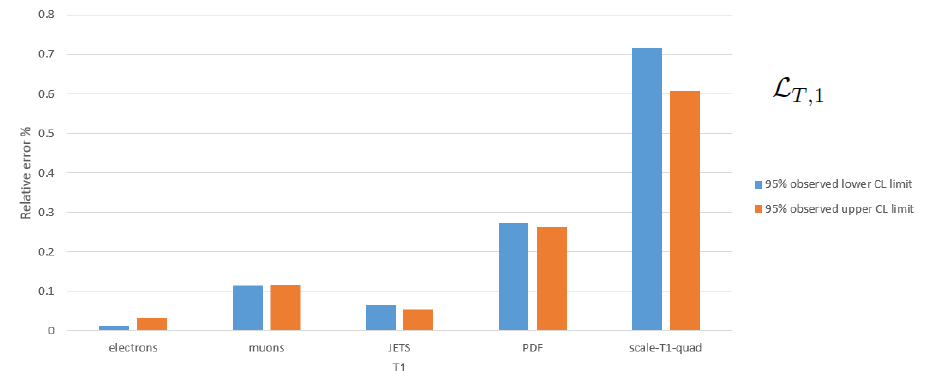 0.8
0.7
0.6
0.5
0.4
0.3
0.2
0.1
0
Relative error %
electrons
muons
JETS
PDF
scale-T1-quad
T1
ℒT,1
95% observed lower CL limit
95% observed upper CL limit